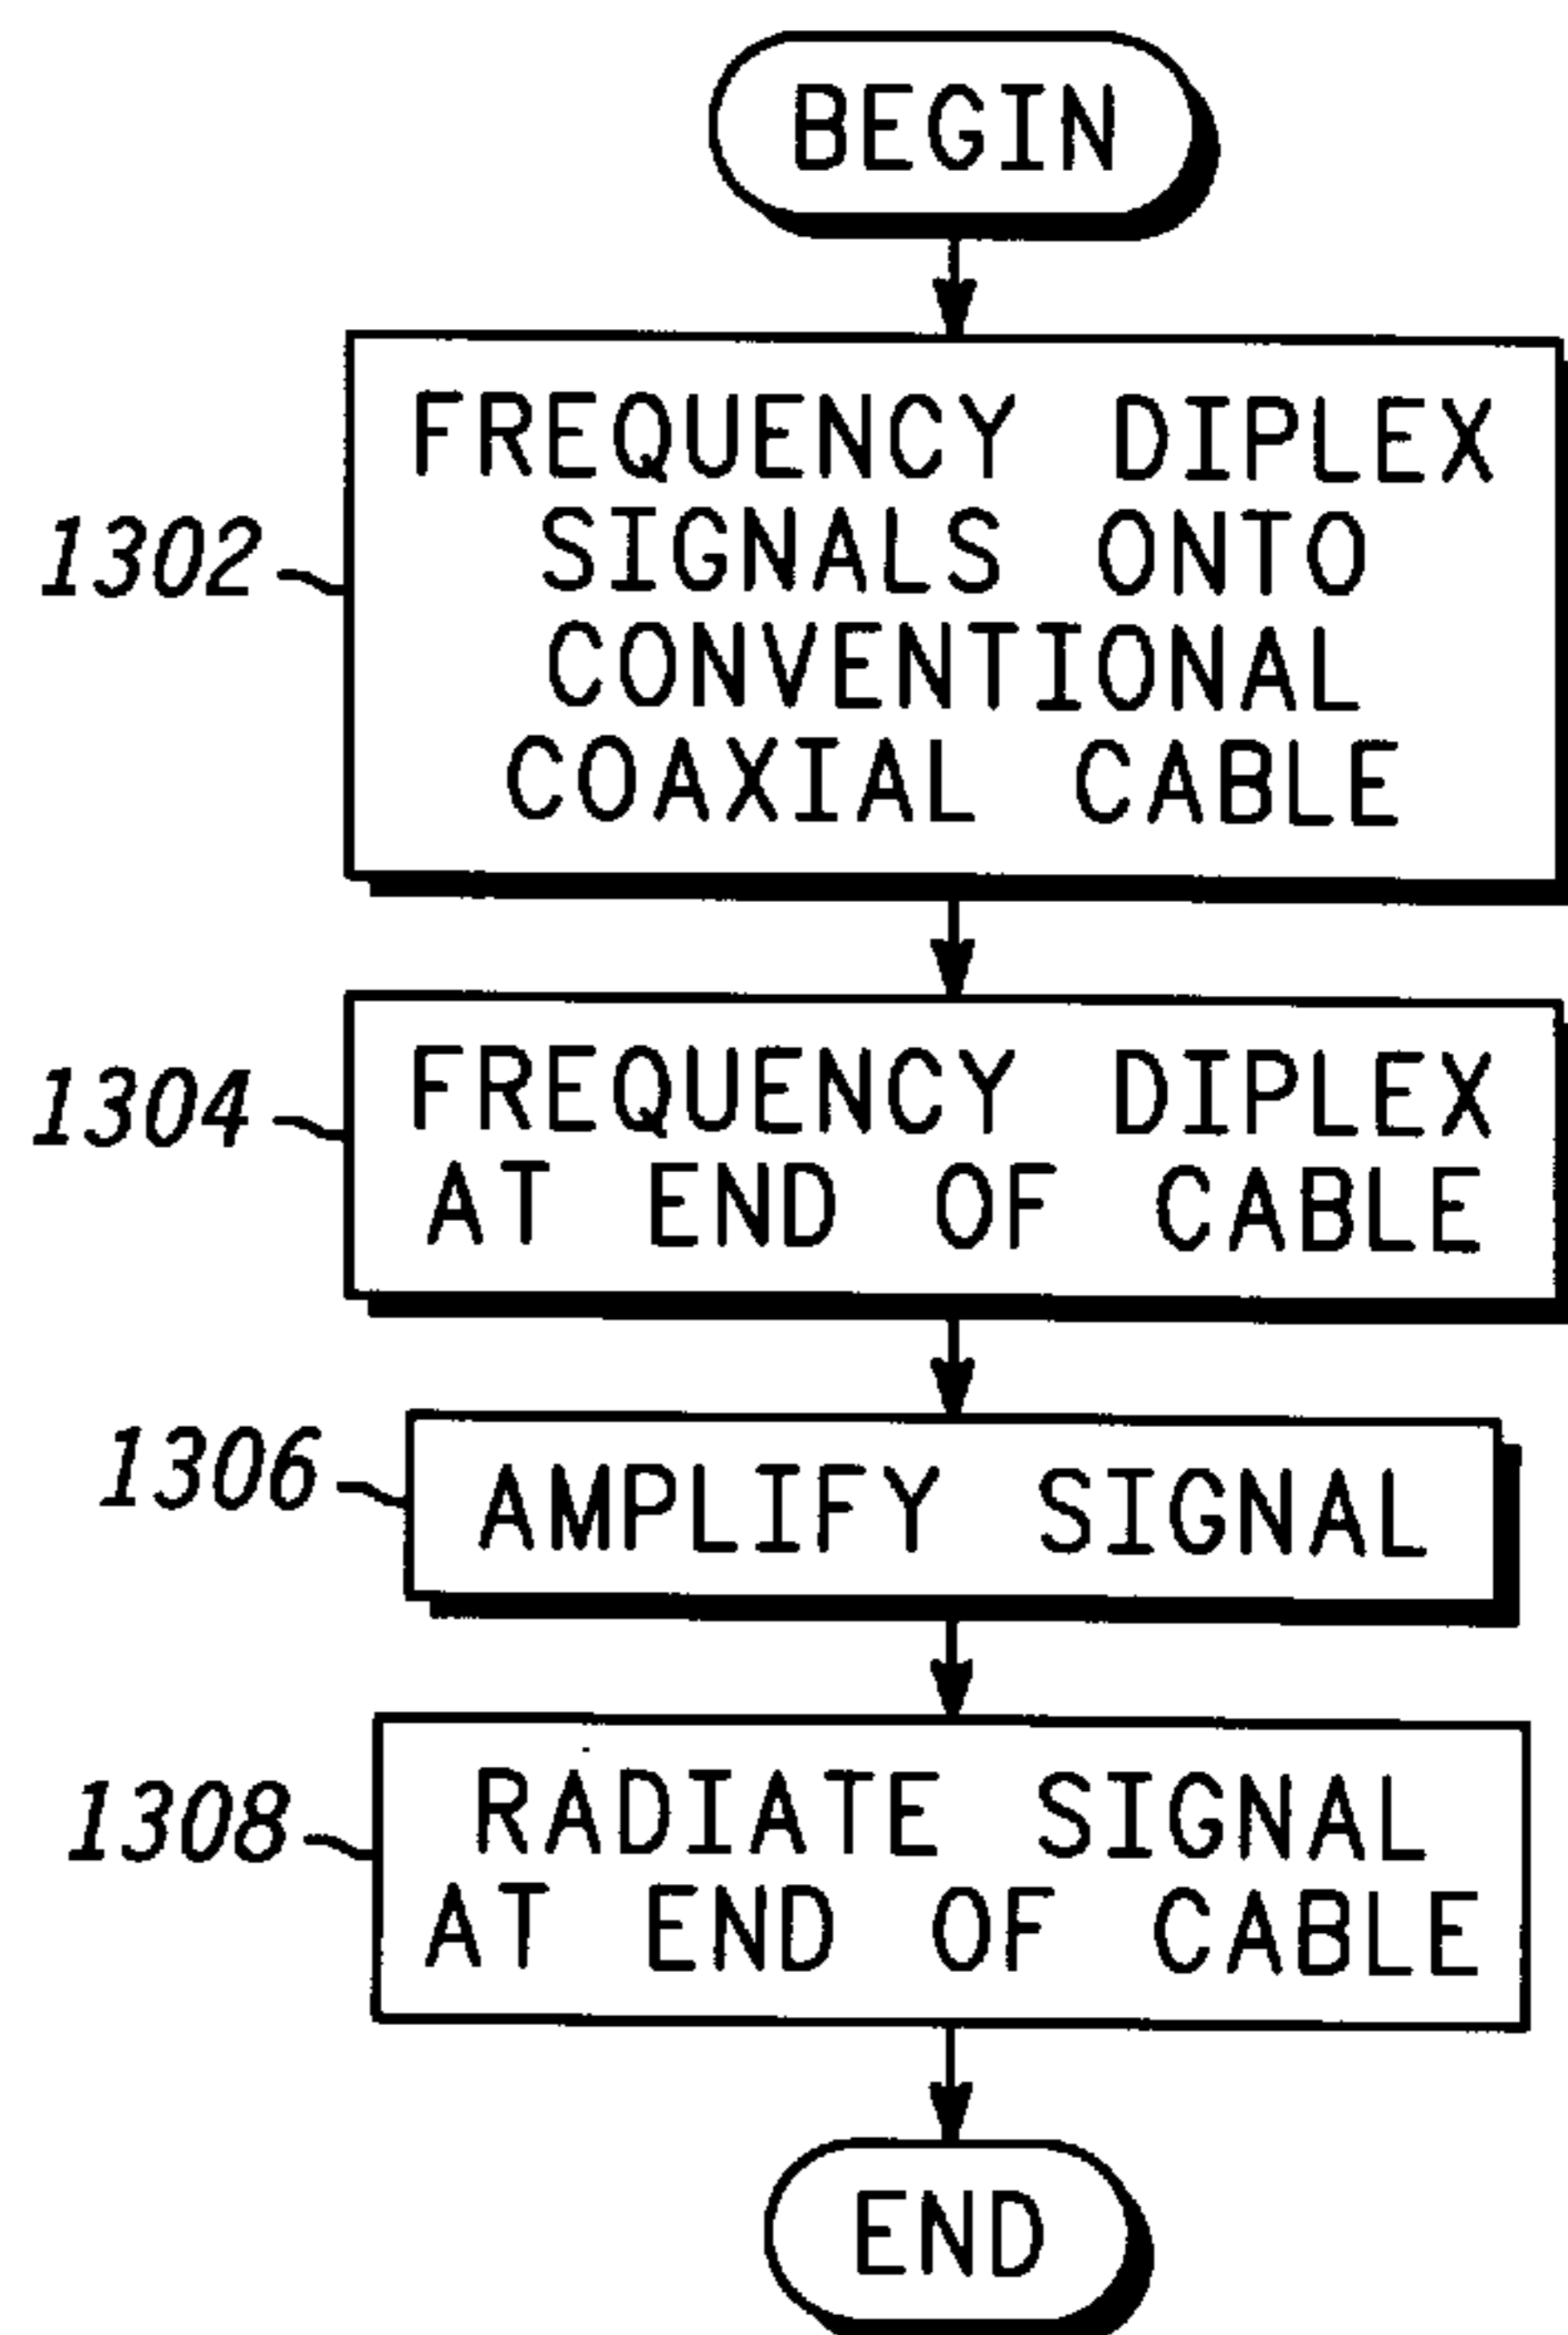 BEGIN
1302
FREQUENCY DIPLEX
SIGNALS ONTO
CONVENTIONAL
COAXIAL CABLE
1304
FREQUENCY DIPLEX
AT END OF CABLE
1306
AMPLIFY SIGNAL
1308
RADIATE SIGNAL
AT END OF CABLE
END